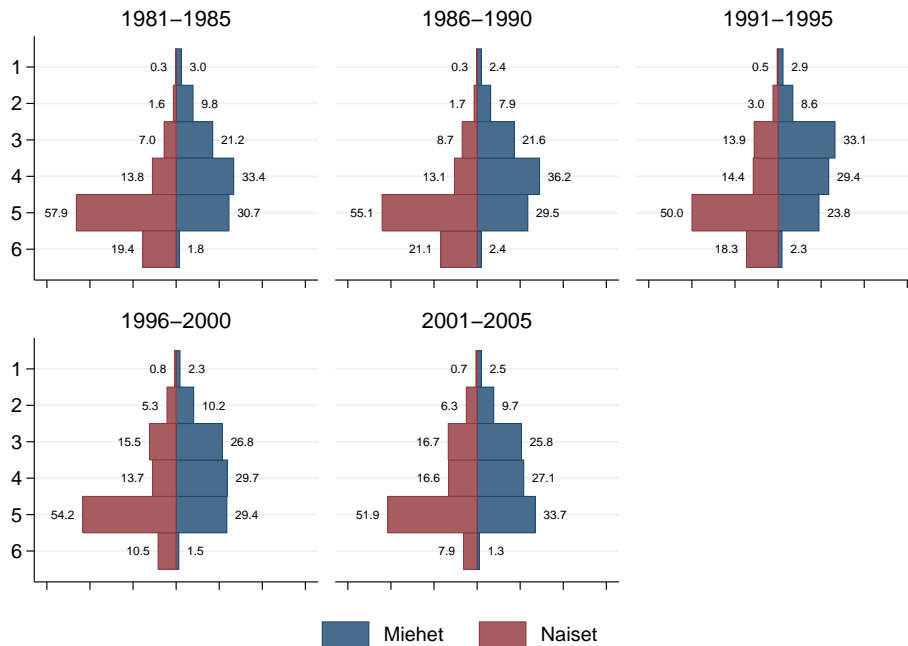 1981–1985 1986–1990 1991–1995
1 0.3 3.0 0.3 2.4 0.5 2.9
2 1.6 9.8 1.7 7.9 3.0 8.6
3 7.0 21.2 8.7 21.6 13.9 33.1
4 13.8 33.4 13.1 36.2 14.4 29.4
5 57.9 30.7 55.1 29.5 50.0 23.8
6 19.4 1.8 21.1 2.4 18.3 2.3
1996–2000 2001–2005
1 0.8 2.3 0.7 2.5
2 5.3 10.2 6.3 9.7
3 15.5 26.8 16.7 25.8
4 13.7 29.7 16.6 27.1
5 54.2 29.4 51.9 33.7
6 10.5 1.5 7.9 1.3
Miehet Naiset